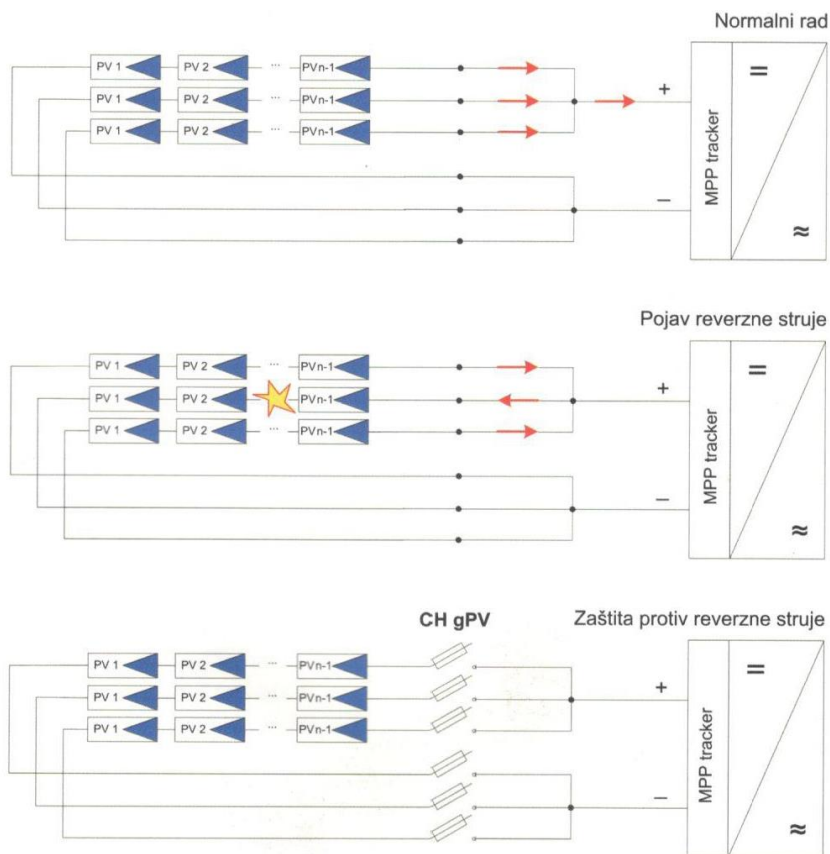 Normalni rad
PV 1 PV 2 ... PVn-1
PV 1 PV 2 ... PVn-1
PV 1 PV 2 ... PVn-1
+
–
MPP tracker
=
≈
Pojav reverzne struje
PV 1 PV 2 ... PVn-1
PV 1 PV 2 PVn-1
PV 1 PV 2 ... PVn-1
+
–
MPP tracker
=
≈
CH gPV
Zaštita protiv reverzne struje
PV 1 PV 2 ... PVn-1
PV 1 PV 2 ... PVn-1
PV 1 PV 2 ... PVn-1
+
–
MPP tracker
=
≈